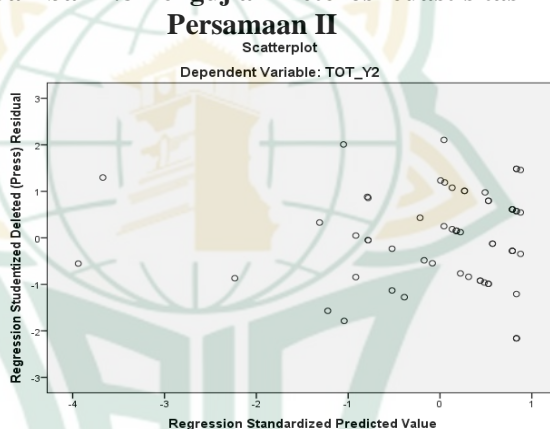 Persamaan II
Scatterplot
Dependent Variable: TOT_Y2
Regression Studentized Deleted (Press) Residual
3
2
1
0
-1
-2
-3
-4 -3 -2 -1 0 1
Regression Standardized Predicted Value